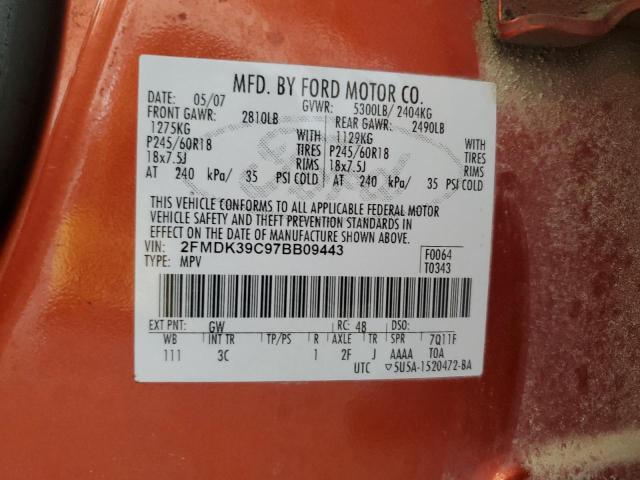 MFD. BY FORD MOTOR CO.
DATE: 05/07 GVWR: 5300LB/ 2404KG
FRONT GAWR: 2810LB REAR GAWR: 2490LB
1275KG WITH 1129KG WITH
P245/60R18 TIRES P245/60R18 TIRES
18x7.5J RIMS 18x7.5J RIMS
AT 240 kPa/ 35 PSI COLD AT 240 kPa/ 35 PSI COLD
THIS VEHICLE CONFORMS TO ALL APPLICABLE FEDERAL MOTOR
VEHICLE SAFETY AND THEFT PREVENTION STANDARDS
IN EFFECT ON THE DATE OF MANUFACTURE SHOWN ABOVE.
VIN: 2FMDK39C97BB09443 F0064
TYPE: MPV T0343
EXT PNT: GW RC: 48 DSO:
WB INT TR TP/PS R AXLE TR SPR 7Q11F
111 3C 1 2F J AAAA TOA
UTC ▽5U5A-1520472-BA